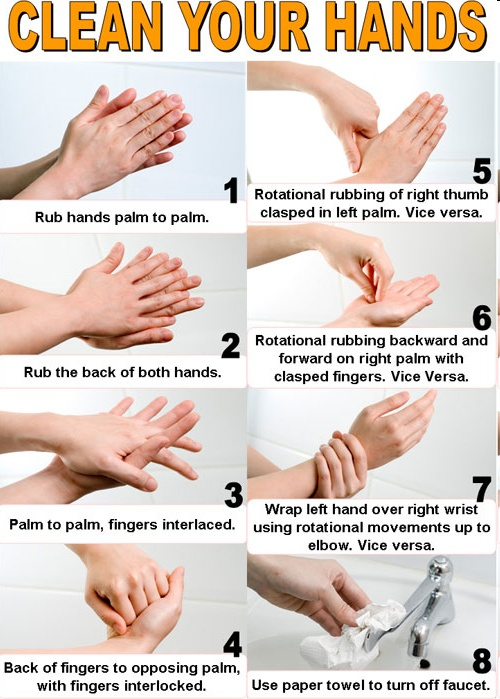 CLEAN YOUR HANDS
1
Rub hands palm to palm.
2
Rub the back of both hands.
3
Palm to palm, fingers interlaced.
4
Back of fingers to opposing palm,
with fingers interlocked.
5
Rotational rubbing of right thumb
clasped in left palm. Vice versa.
6
Rotational rubbing backward and
forward on right palm with
clasped fingers. Vice Versa.
7
Wrap left hand over right wrist
using rotational movements up to
elbow. Vice versa.
8
Use paper towel to turn off faucet.